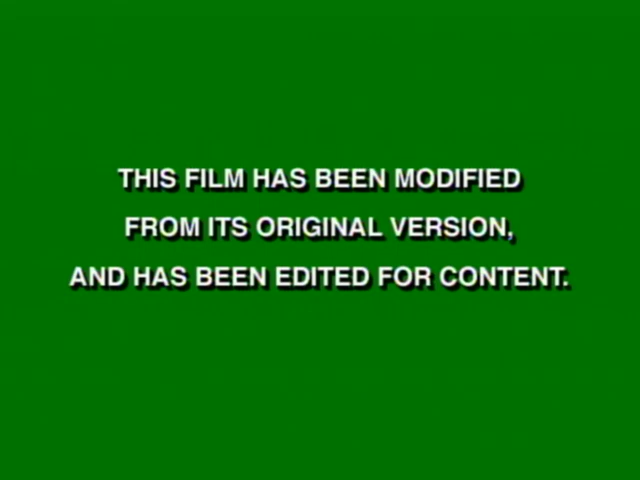 THIS FILM HAS BEEN MODIFIED
FROM ITS ORIGINAL VERSION,
AND HAS BEEN EDITED FOR CONTENT.